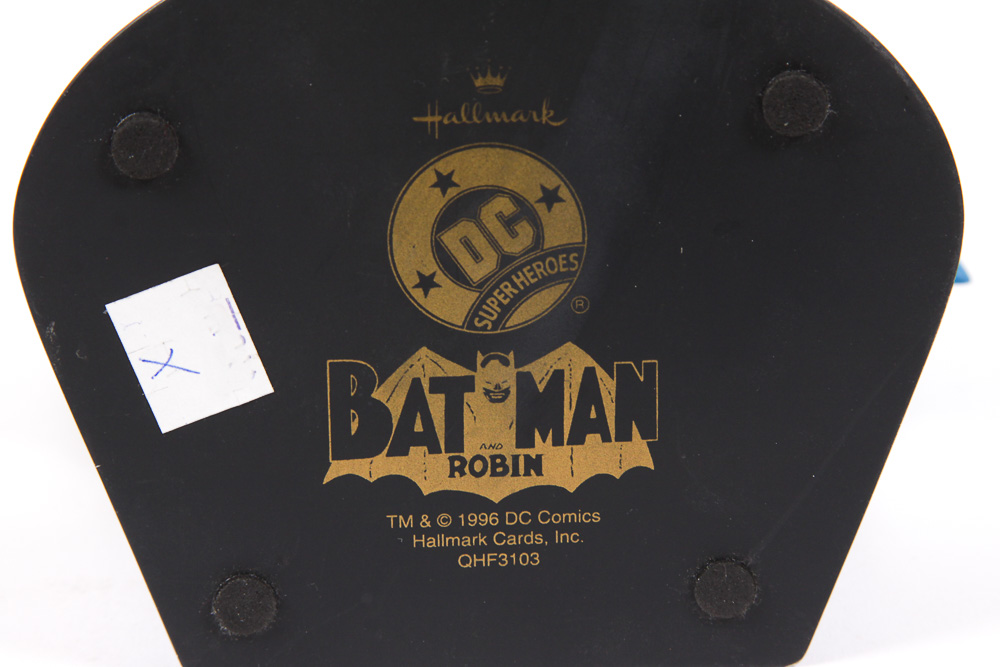 Hallmark
DC
SUPER HEROES
®
BATMAN
AND
ROBIN
TM & © 1996 DC Comics
Hallmark Cards, Inc.
QHF3103
X